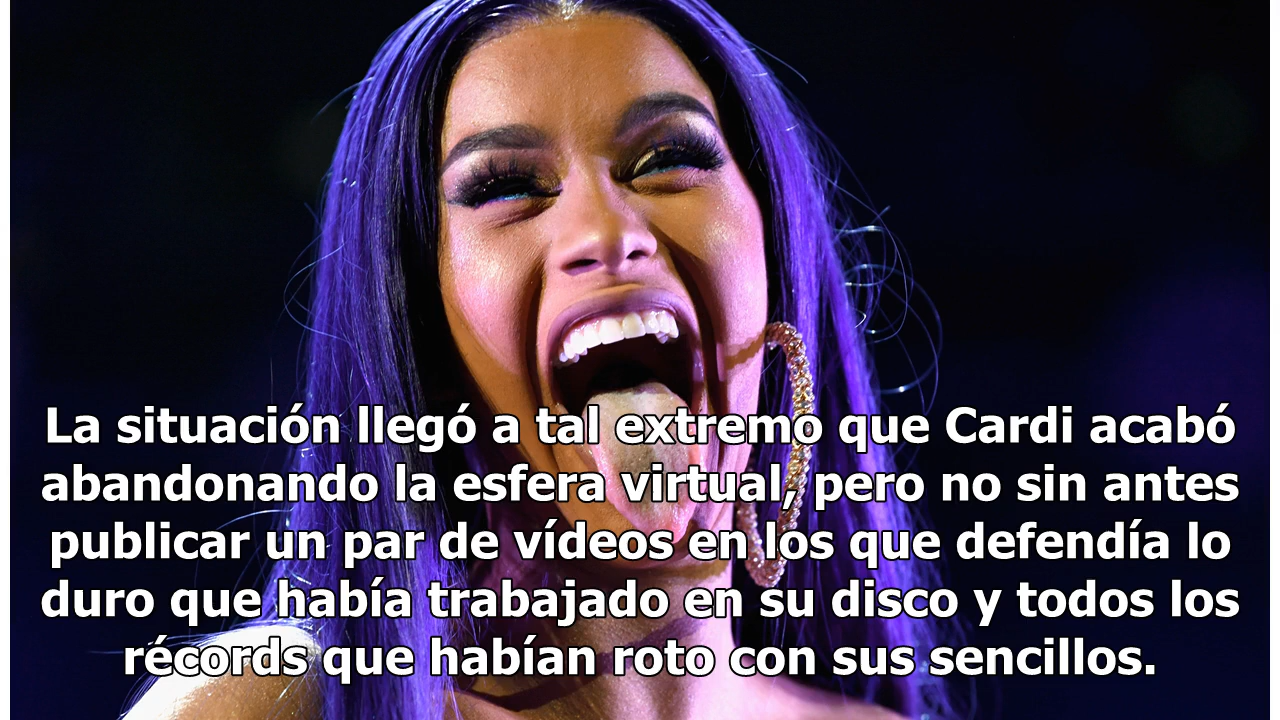 La situación llegó a tal extremo que Cardi acabó
abandonando la esfera virtual, pero no sin antes
publicar un par de vídeos en los que defendía lo
duro que había trabajado en su disco y todos los
récords que habían roto con sus sencillos.